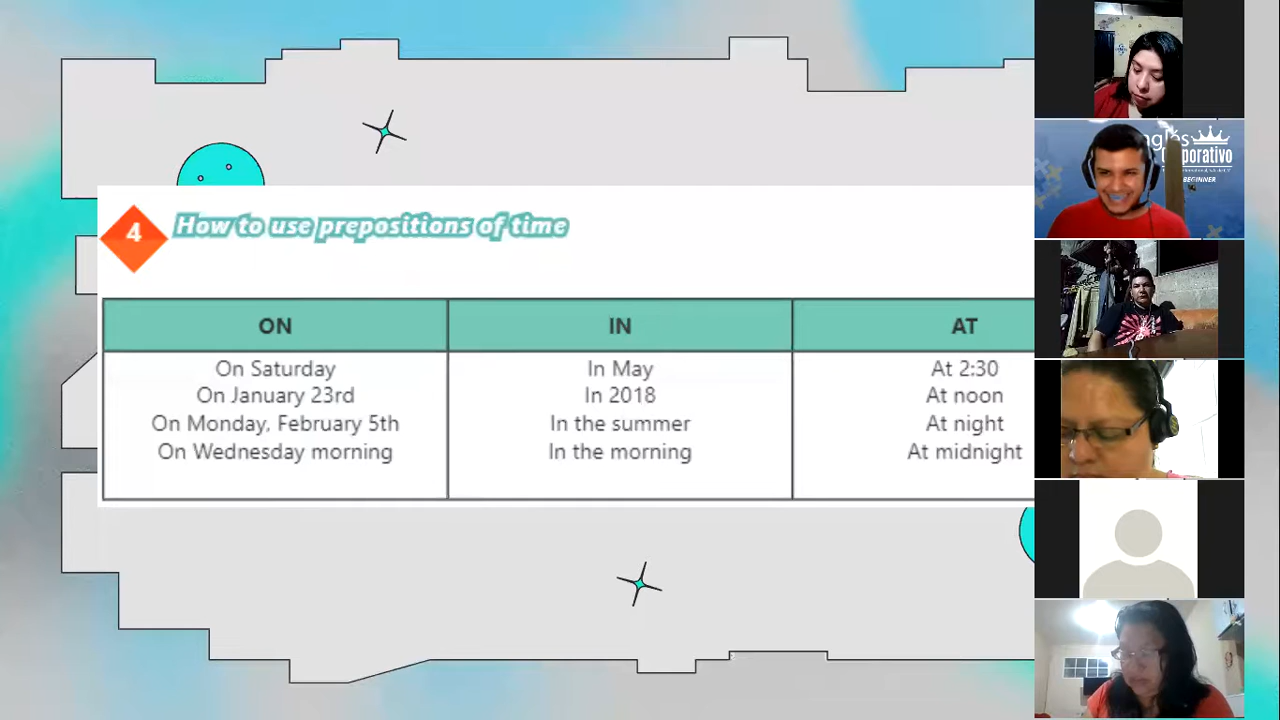 4
How to use prepositions of time
ON
IN
AT
On Saturday
In May
At 2:30
On January 23rd
In 2018
At noon
On Monday, February 5th
In the summer
At night
On Wednesday morning
In the morning
At midnight
BEGINNER